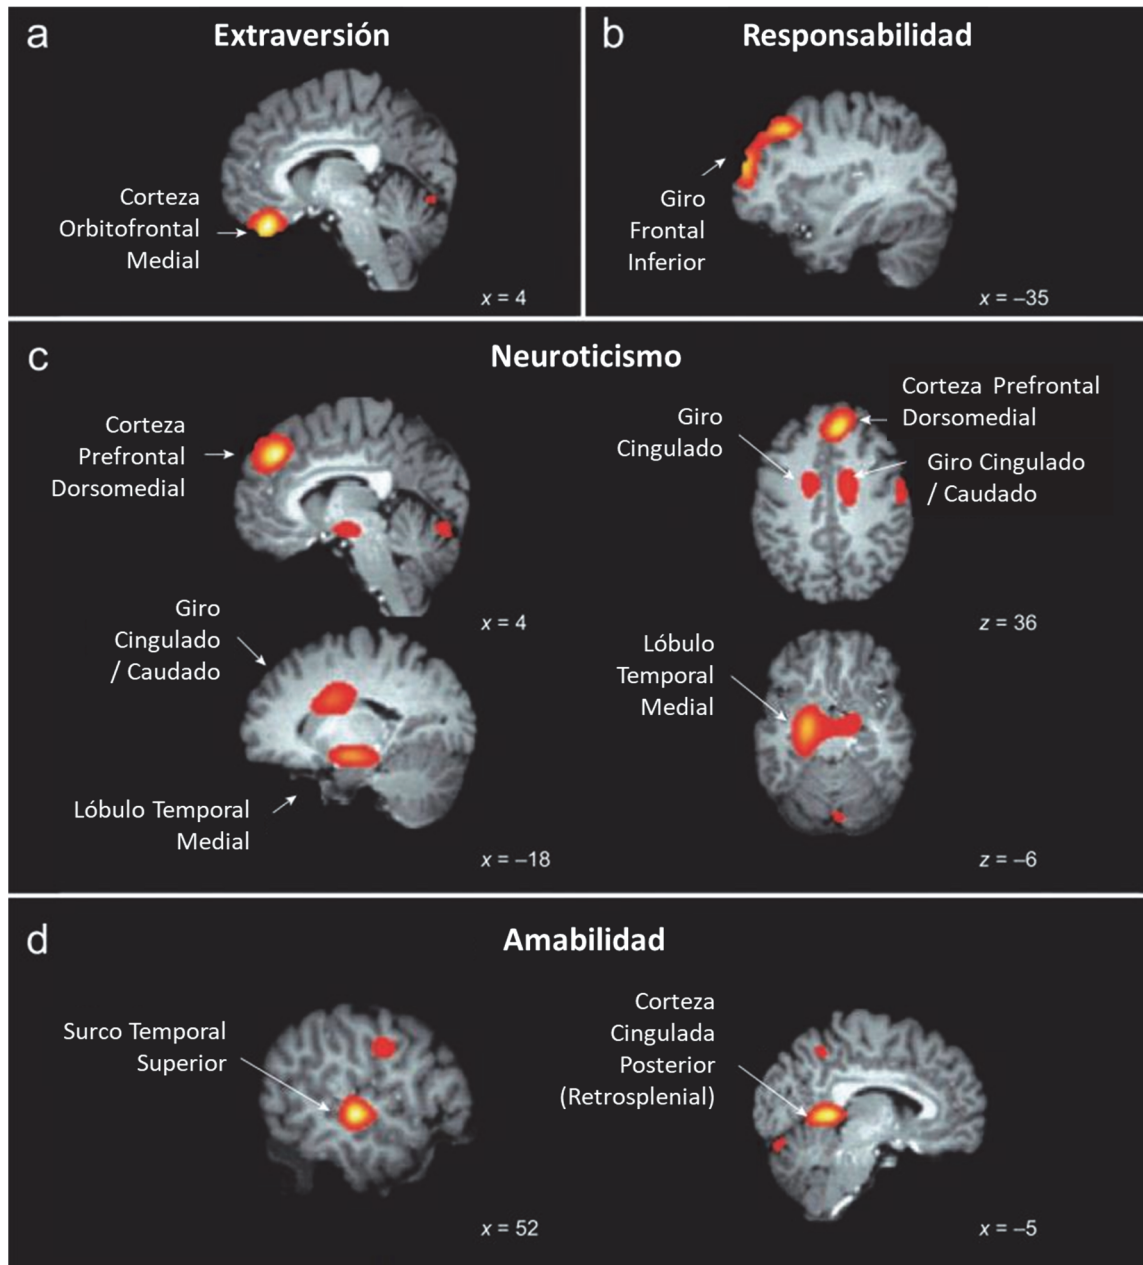 a
Extraversión
Corteza
Orbitofrontal
Medial
x = 4
b
Responsabilidad
Giro
Frontal
Inferior
x = –35
c
Neuroticismo
Corteza
Prefrontal
Dorsomedial
x = 4
Giro
Cingulado
Corteza Prefrontal
Dorsomedial
Giro Cingulado
/ Caudado
z = 36
Giro
Cingulado
/ Caudado
Lóbulo Temporal
Medial
x = –18
Lóbulo
Temporal
Medial
z = –6
d
Amabilidad
Surco Temporal
Superior
x = 52
Corteza
Cingulada
Posterior
(Retrosplenial)
x = –5